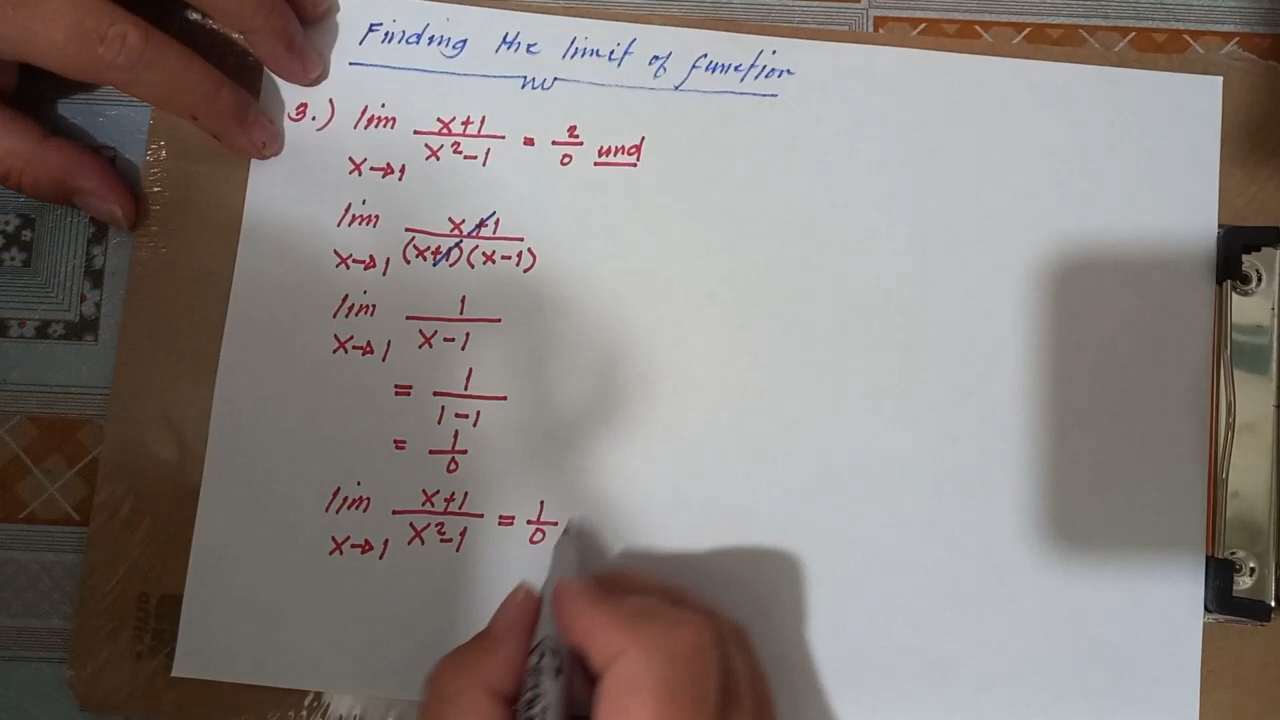 Finding the limit of function
3.) lim x+1 / x²-1 = 2/0 und
x→1
lim x+1 / (x+1)(x-1)
x→1
lim 1 / x-1
x→1
= 1 / 1-1
= 1/0
lim x+1 / x²-1 = 1/0
x→1